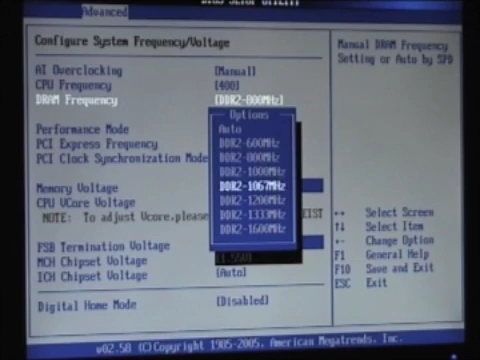 BIOS SETUP UTILITY
Advanced
Configure System Frequency/Voltage
AI Overclocking [Manual]
CPU Frequency [400]
DRAM Frequency [DDR2-800MHz]
Performance Mode
PCI Express Frequency
PCI Clock Synchronization Mode
Memory Voltage
CPU VCore Voltage
NOTE: To adjust Vcore,please EIST
FSB Termination Voltage
MCH Chipset Voltage
ICH Chipset Voltage [Auto]
Digital Home Mode [Disabled]
Options
Auto
DDR2-600MHz
DDR2-800MHz
DDR2-1000MHz
DDR2-1067MHz
DDR2-1200MHz
DDR2-1333MHz
DDR2-1600MHz
Manual DRAM Frequency
Setting or Auto by SPD
↔ Select Screen
↑↓ Select Item
+- Change Option
F1 General Help
F10 Save and Exit
ESC Exit
v02.58 (C)Copyright 1985-2005, American Megatrends, Inc.